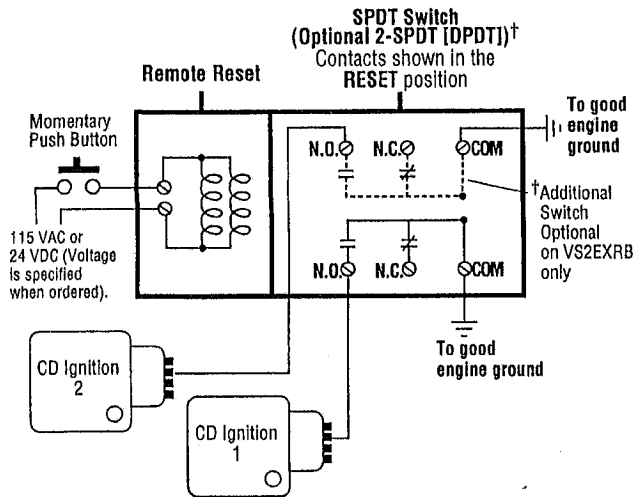 SPDT Switch
(Optional 2-SPDT [DPDT])†
Contacts shown in the
RESET position
Remote Reset
Momentary
Push Button
To good
engine
ground
N.O.
N.C.
COM
†Additional
Switch
Optional
on VS2EXRB
only
115 VAC or
24 VDC (Voltage
is specified
when ordered).
N.O.
N.C.
COM
To good
engine ground
CD Ignition
2
CD Ignition
1